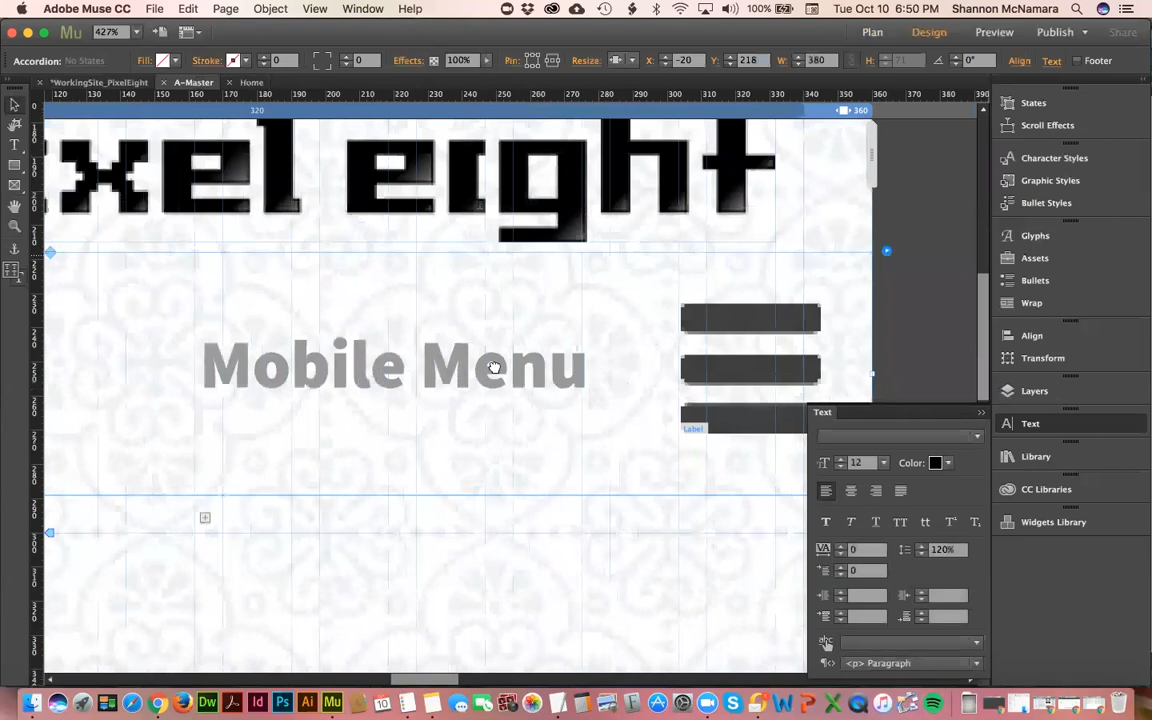 Adobe Muse CC File Edit Page Object View Window Help 100% Tue Oct 10 6:50 PM Shannon McNamara
Mu 427% Plan Design Preview Publish Share
Accordion: No States Fill: Stroke: 0 0 Effects: 100% Pin: Resize: X: -20 Y: 218 W: 380 H: 71 0° Align Text Footer
*WorkingSite_PixelEight A-Master Home
120 130 140 150 160 170 180 190 200 210 220 230 240 250 260 270 280 290 300 310 320 330 340 350 360 370 380 390
320 360
xel eight
Mobile Menu
Label
States
Scroll Effects
Character Styles
Graphic Styles
Bullet Styles
Glyphs
Assets
Bullets
Wrap
Align
Transform
Layers
Text
Library
CC Libraries
Widgets Library
Text
12 Color:
0 120%
0
<p> Paragraph